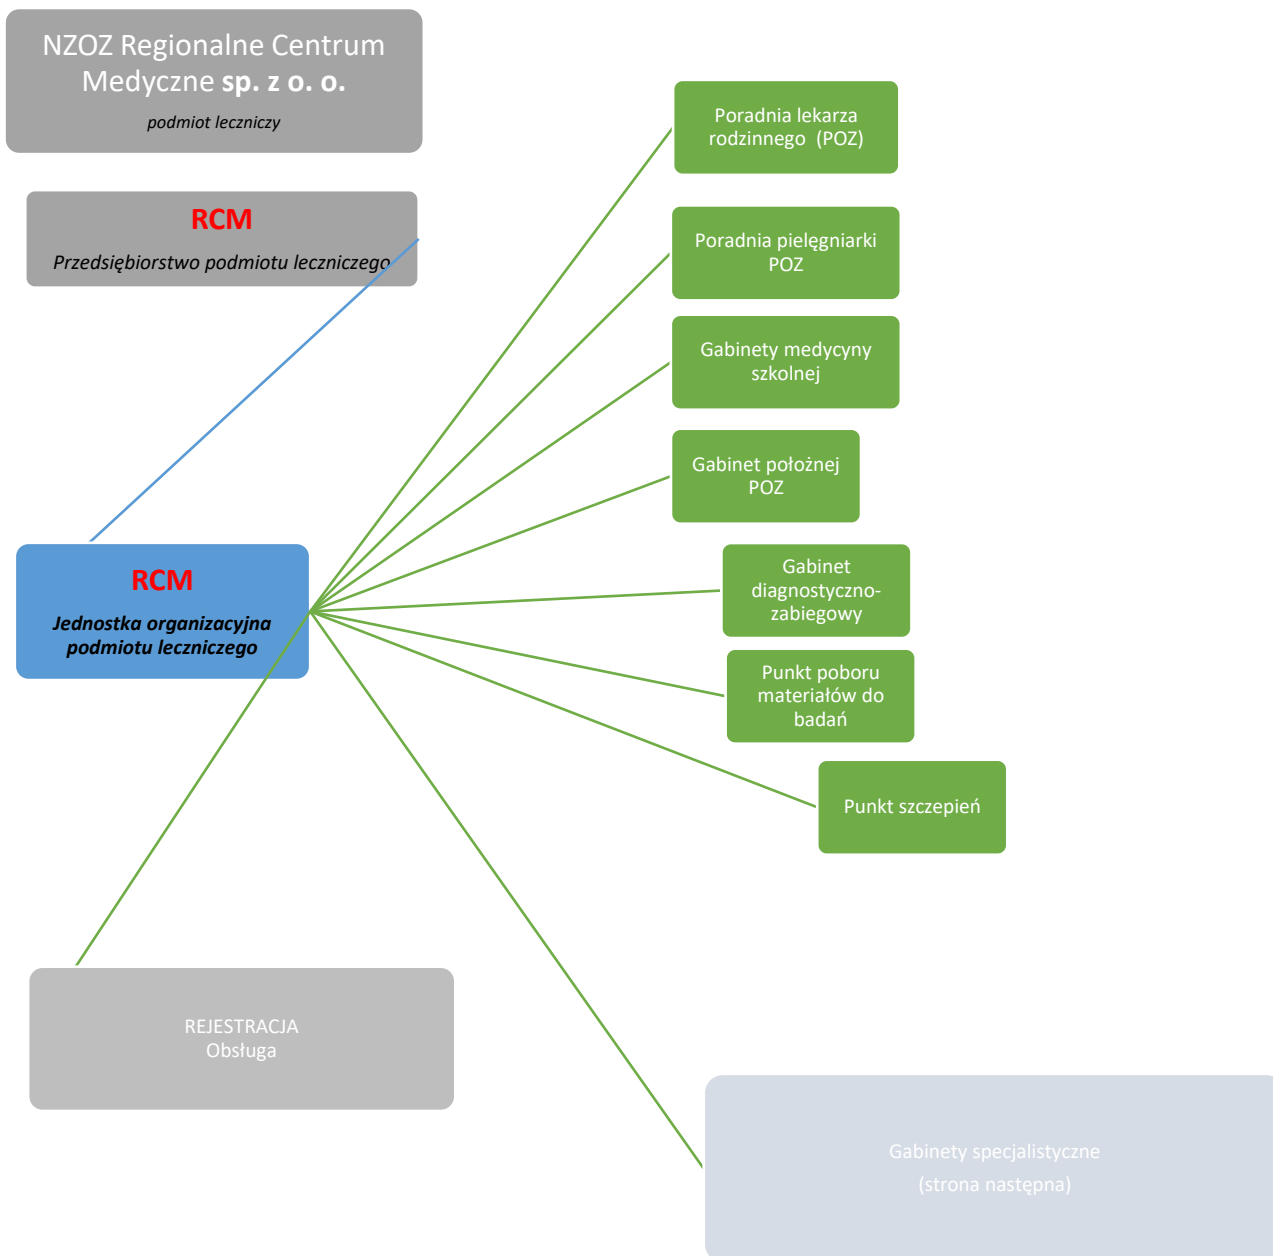 NZOZ Regionalne Centrum
Medyczne sp. z o. o.
podmiot leczniczy
RCM
Przedsiębiorstwo podmiotu leczniczego
Poradnia lekarza
rodzinnego (POZ)
Poradnia pielęgniarki
POZ
Gabinety medycyny
szkolnej
Gabinet położnej
POZ
RCM
Jednostka organizacyjna
podmiotu leczniczego
Gabinet
diagnostyczno-
zabiegowy
Punkt poboru
materiałów do
badań
Punkt szczepień
REJESTRACJA
Obsługa
Gabinety specjalistyczne
(strona następna)